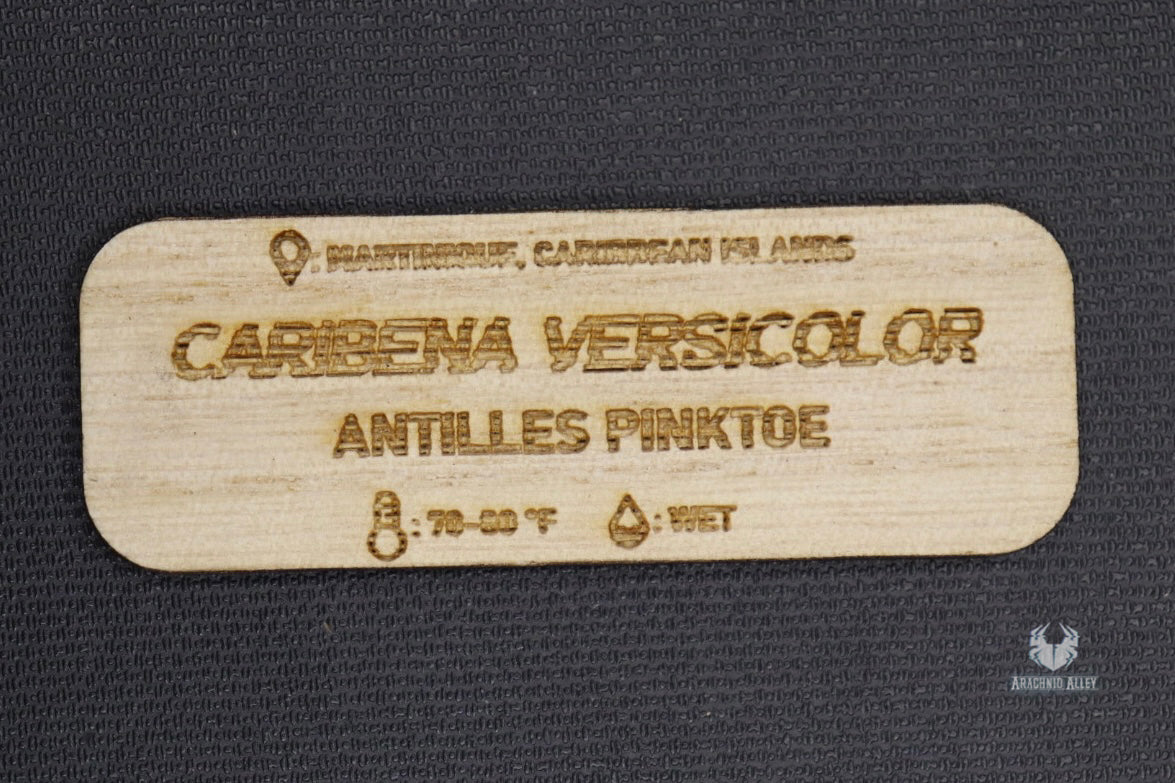 : MARTINIQUE, CARIBBEAN ISLANDS
CARIBENA VERSICOLOR
ANTILLES PINKTOE
: 70-80 °F : WET
ARACHNID ALLEY